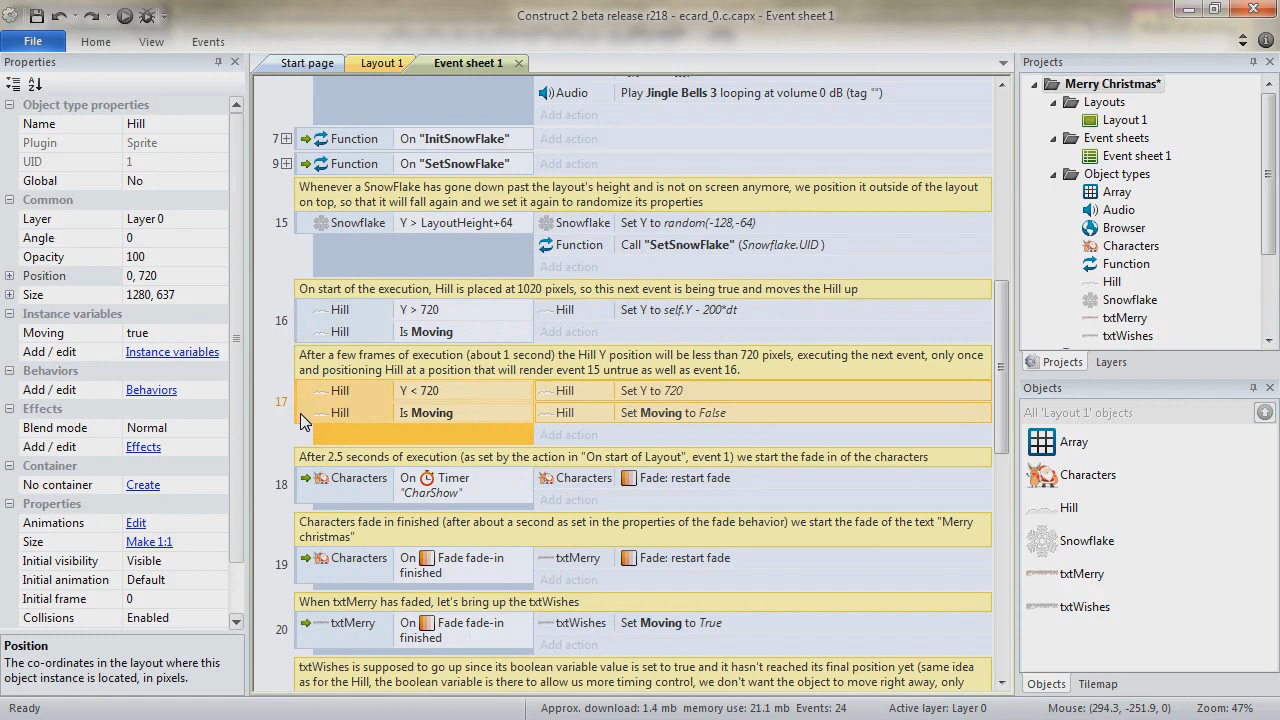 Construct 2 beta release r218 - ecard_0.c.capx - Event sheet 1
File Home View Events
Properties
Object type properties
Name Hill
Plugin Sprite
UID 1
Global No
Common
Layer Layer 0
Angle 0
Opacity 100
Position 0, 720
Size 1280, 637
Instance variables
Moving true
Add / edit Instance variables
Behaviors
Add / edit Behaviors
Effects
Blend mode Normal
Add / edit Effects
Container
No container Create
Properties
Animations Edit
Size Make 1:1
Initial visibility Visible
Initial animation Default
Initial frame 0
Collisions Enabled
Position
The co-ordinates in the layout where this
object instance is located, in pixels.
Start page Layout 1 Event sheet 1
Audio Play Jingle Bells 3 looping at volume 0 dB (tag "")
Add action
7 Function On "InitSnowFlake" Add action
9 Function On "SetSnowFlake" Add action
Whenever a SnowFlake has gone down past the layout's height and is not on screen anymore, we position it outside of the layout
on top, so that it will fall again and we set it again to randomize its properties
15 Snowflake Y > LayoutHeight+64 Snowflake Set Y to random(-128,-64)
Function Call "SetSnowFlake" (Snowflake.UID )
Add action
On start of the execution, Hill is placed at 1020 pixels, so this next event is being true and moves the Hill up
16 Hill Y > 720 Hill Set Y to self.Y - 200*dt
Hill Is Moving Add action
After a few frames of execution (about 1 second) the Hill Y position will be less than 720 pixels, executing the next event, only once
and positioning Hill at a position that will render event 15 untrue as well as event 16.
17 Hill Y < 720 Hill Set Y to 720
Hill Is Moving Hill Set Moving to False
Add action
After 2.5 seconds of execution (as set by the action in "On start of Layout", event 1) we start the fade in of the characters
18 Characters On Timer Characters Fade: restart fade
"CharShow" Add action
Characters fade in finished (after about a second as set in the properties of the fade behavior) we start the fade of the text "Merry
christmas"
19 Characters On Fade fade-in txtMerry Fade: restart fade
finished Add action
When txtMerry has faded, let's bring up the txtWishes
20 txtMerry On Fade fade-in txtWishes Set Moving to True
finished Add action
txtWishes is supposed to go up since its boolean variable value is set to true and it hasn't reached its final position yet (same idea
as for the Hill, the boolean variable is there to allow us more timing control, we don't want the object to move right away, only
Projects
Merry Christmas*
Layouts
Layout 1
Event sheets
Event sheet 1
Object types
Array
Audio
Browser
Characters
Function
Hill
Snowflake
txtMerry
txtWishes
Projects Layers
Objects
All 'Layout 1' objects
Array
Characters
Hill
Snowflake
txtMerry
txtWishes
Objects Tilemap
Ready Approx. download: 1.4 mb memory use: 21.1 mb Events: 24 Active layer: Layer 0 Mouse: (294.3, -251.9, 0) Zoom: 47%